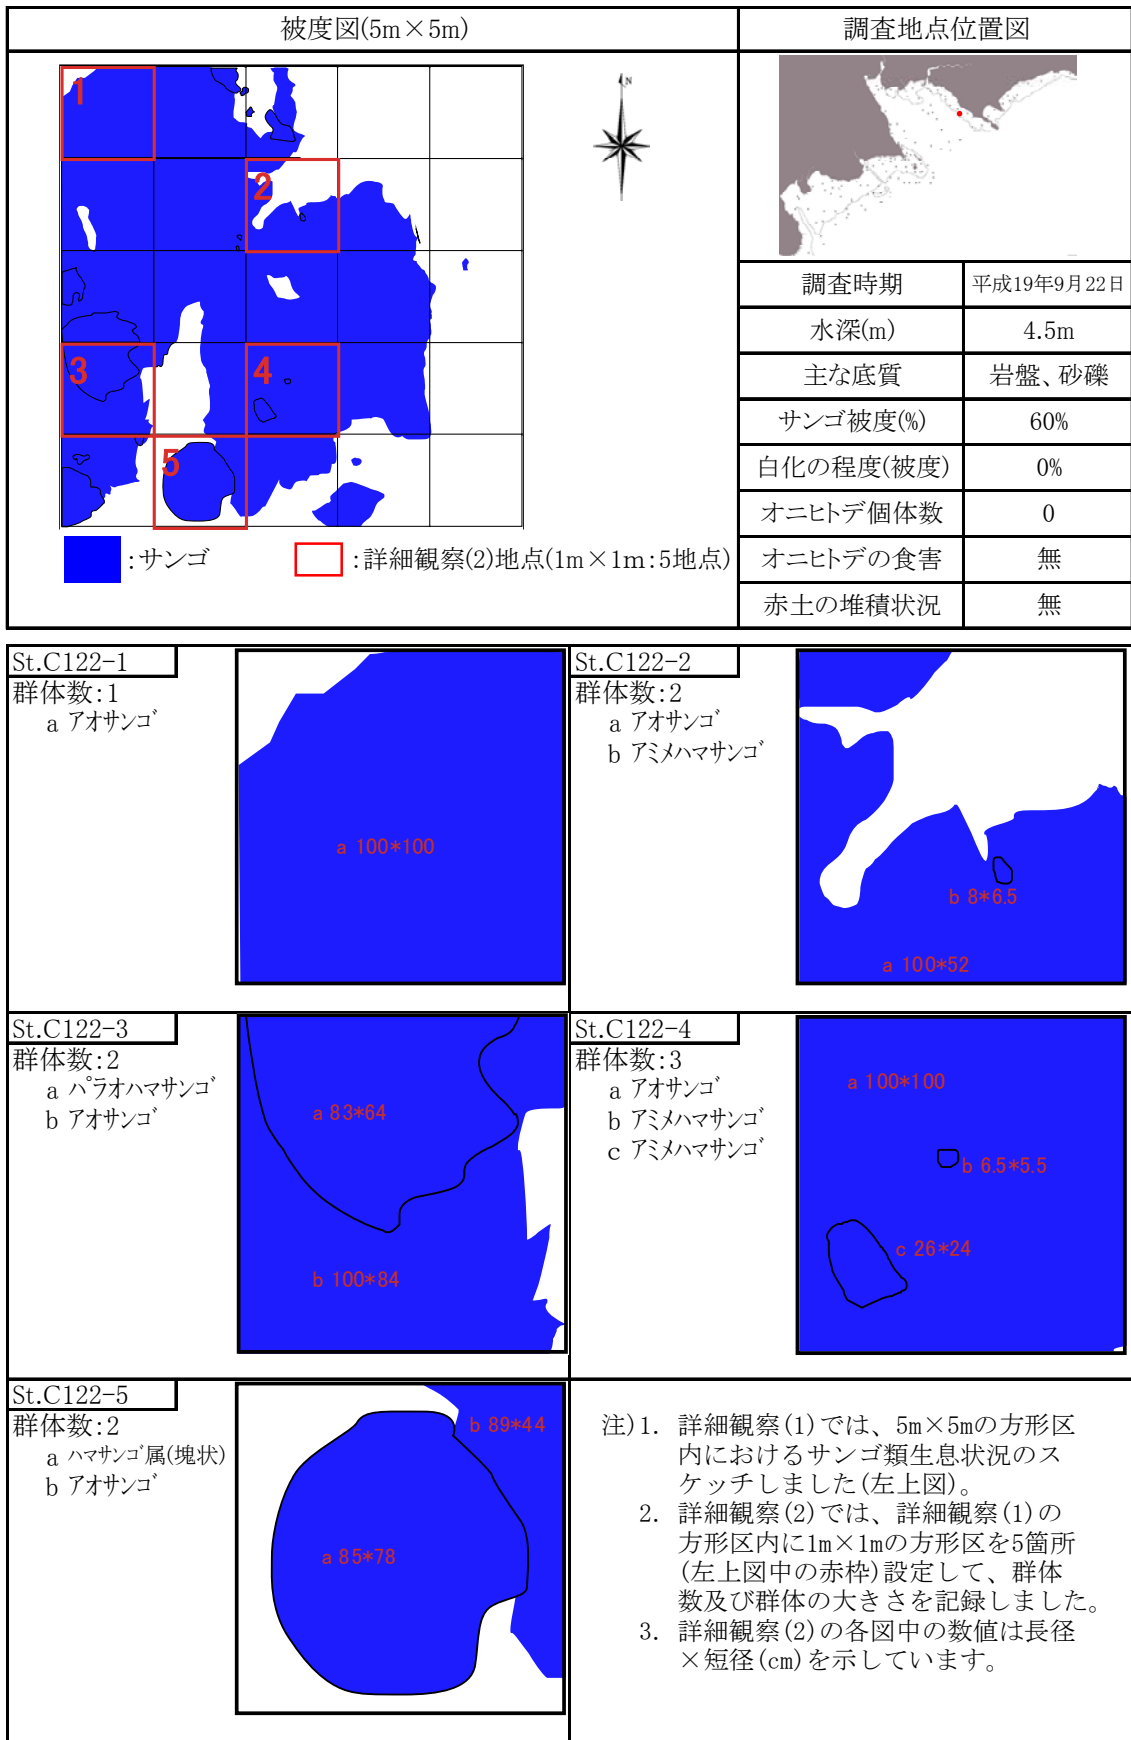 被度図(5m×5m)
調査地点位置図
N
1
2
3
4
5
:サンゴ
:詳細観察(2)地点(1m×1m:5地点)
調査時期 平成19年9月22日
水深(m) 4.5m
主な底質 岩盤、砂礫
サンゴ被度(%) 60%
白化の程度(被度) 0%
オニヒトデ個体数 0
オニヒトデの食害 無
赤土の堆積状況 無
St.C122-1
群体数:1
a アオサンゴ
a 100*100
St.C122-2
群体数:2
a アオサンゴ
b アミメハマサンゴ
b 8*6.5
a 100*52
St.C122-3
群体数:2
a パラオハマサンゴ
b アオサンゴ
a 83*64
b 100*84
St.C122-4
群体数:3
a アオサンゴ
b アミメハマサンゴ
c アミメハマサンゴ
a 100*100
b 6.5*5.5
c 26*24
St.C122-5
群体数:2
a ハマサンゴ属(塊状)
b アオサンゴ
b 89*44
a 85*78
注)1. 詳細観察(1)では、5m×5mの方形区
内におけるサンゴ類生息状況のス
ケッチしました(左上図)。
2. 詳細観察(2)では、詳細観察(1)の
方形区内に1m×1mの方形区を5箇所
(左上図中の赤枠)設定して、群体
数及び群体の大きさを記録しました。
3. 詳細観察(2)の各図中の数値は長径
×短径(cm)を示しています。